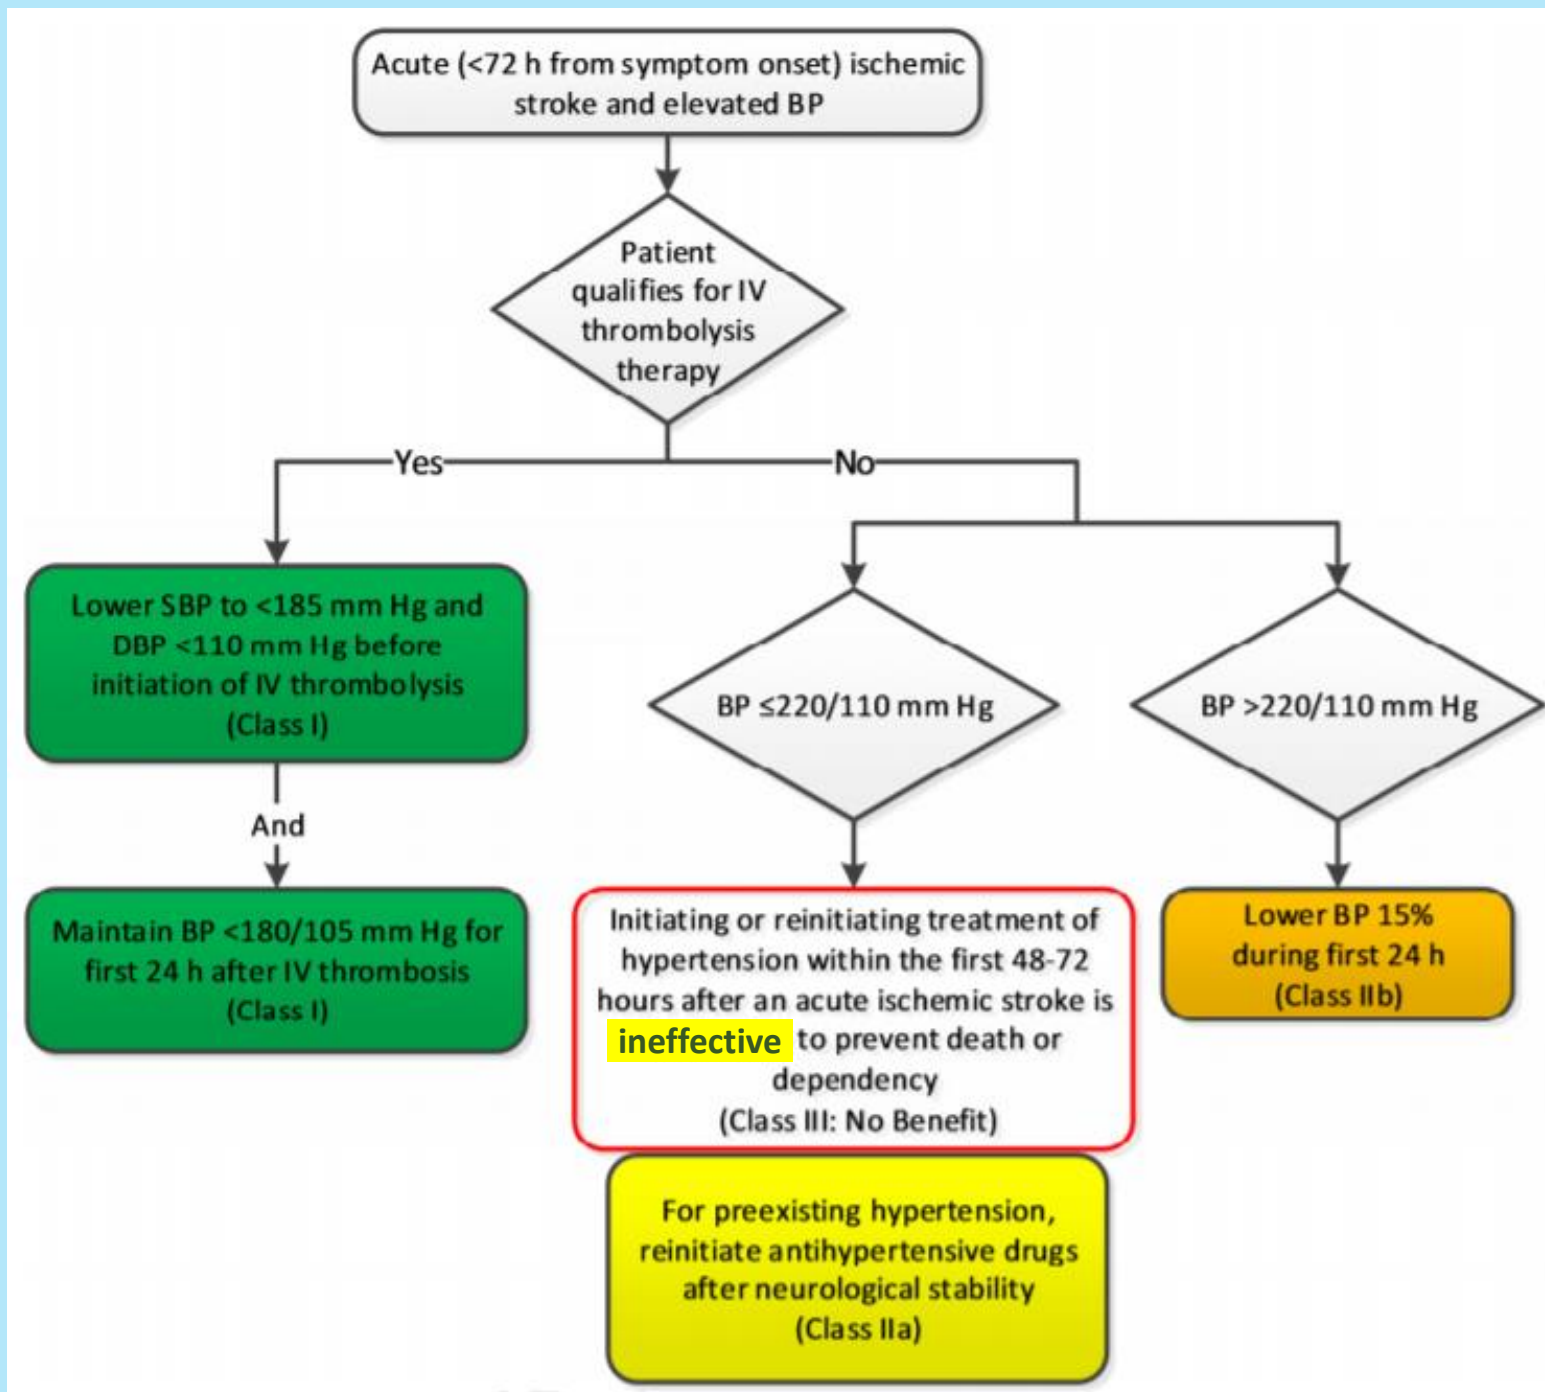 Acute (<72 h from symptom onset) ischemic
stroke and elevated BP
Patient
qualifies for IV
thrombolysis
therapy
Yes
No
Lower SBP to <185 mm Hg and
DBP <110 mm Hg before
initiation of IV thrombolysis
(Class I)
And
Maintain BP <180/105 mm Hg for
first 24 h after IV thrombosis
(Class I)
BP ≤220/110 mm Hg
BP >220/110 mm Hg
Initiating or reinitiating treatment of
hypertension within the first 48-72
hours after an acute ischemic stroke is
ineffective to prevent death or
dependency
(Class III: No Benefit)
Lower BP 15%
during first 24 h
(Class IIb)
For preexisting hypertension,
reinitiate antihypertensive drugs
after neurological stability
(Class IIa)